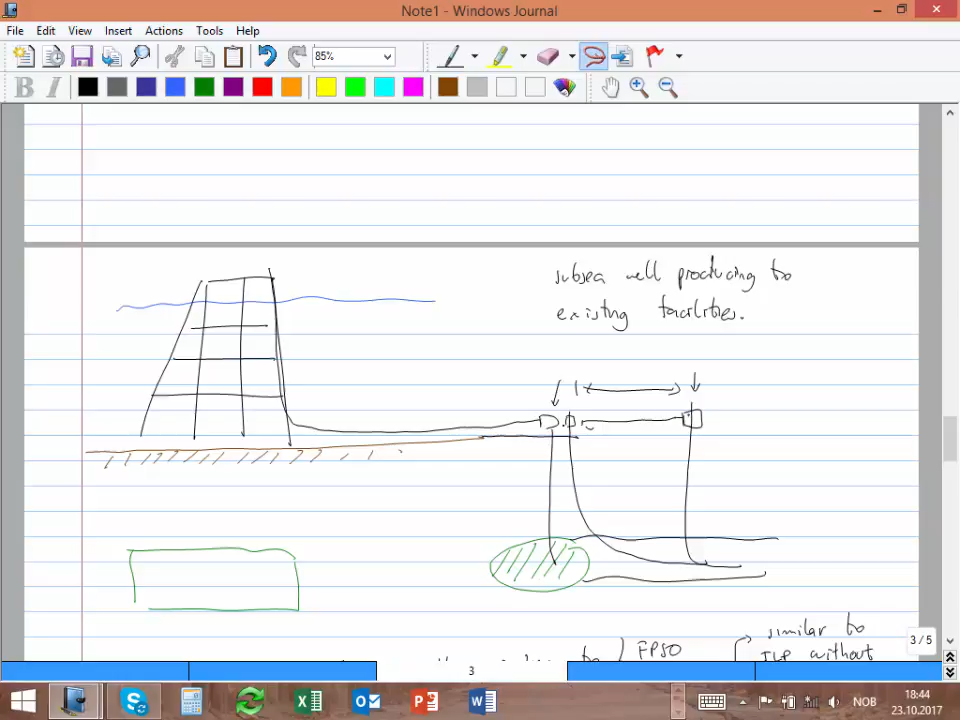 Note1 - Windows Journal
File Edit View Insert Actions Tools Help
85%
B I
subsea well producing to
existing facilities.
similar to
FPSO
without
3 / 5
3
NOB
18:44
23.10.2017